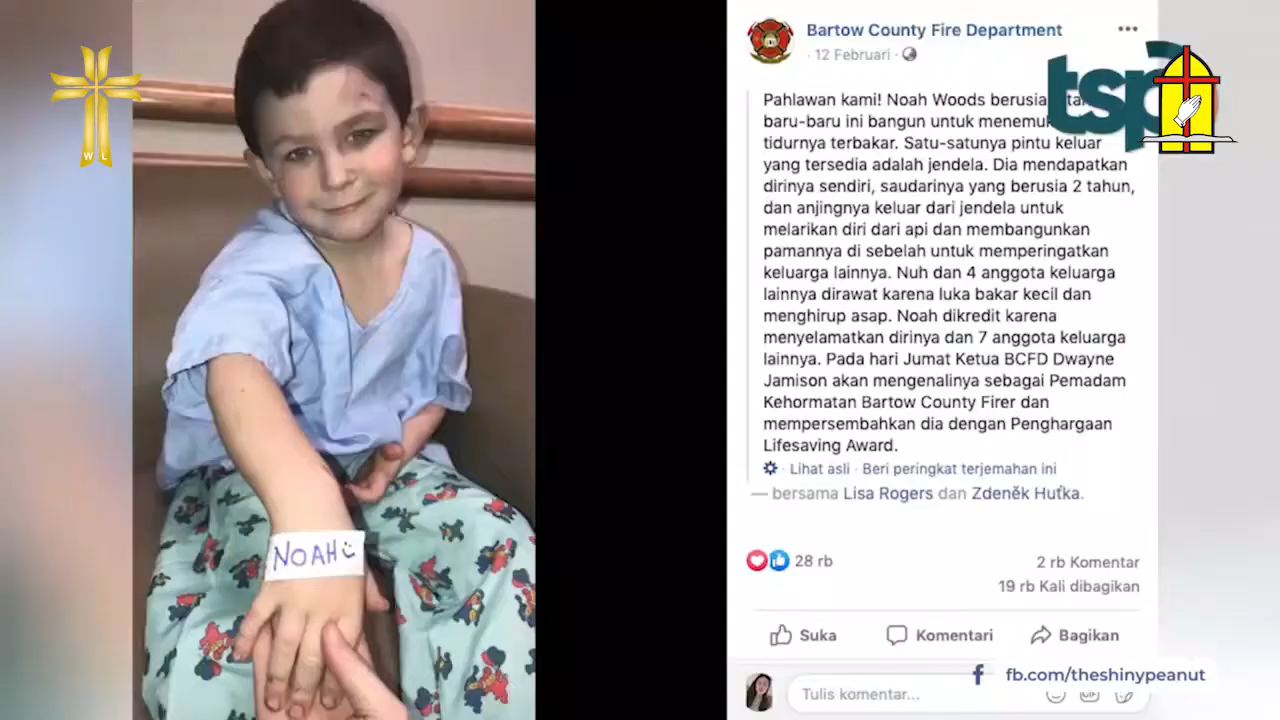 W L
NOAH
Bartow County Fire Department
12 Februari
tsp
Pahlawan kami! Noah Woods berusia
baru-baru ini bangun untuk
tidurnya terbakar. Satu-satunya pintu keluar
yang tersedia adalah jendela. Dia mendapatkan
dirinya sendiri, saudarinya yang berusia 2 tahun,
dan anjingnya keluar dari jendela untuk
melarikan diri dari api dan membangunkan
pamannya di sebelah untuk memperingatkan
keluarga lainnya. Nuh dan 4 anggota keluarga
lainnya dirawat karena luka bakar kecil dan
menghirup asap. Noah dikredit karena
menyelamatkan dirinya dan 7 anggota keluarga
lainnya. Pada hari Jumat Ketua BCFD Dwayne
Jamison akan mengenalinya sebagai Pemadam
Kehormatan Bartow County Firer dan
mempersembahkan dia dengan Penghargaan
Lifesaving Award.
Lihat asli · Beri peringkat terjemahan ini
— bersama Lisa Rogers dan Zdeněk Huťka.
28 rb 2 rb Komentar
19 rb Kali dibagikan
Suka Komentari Bagikan
fb.com/theshinypeanut
Tulis komentar...